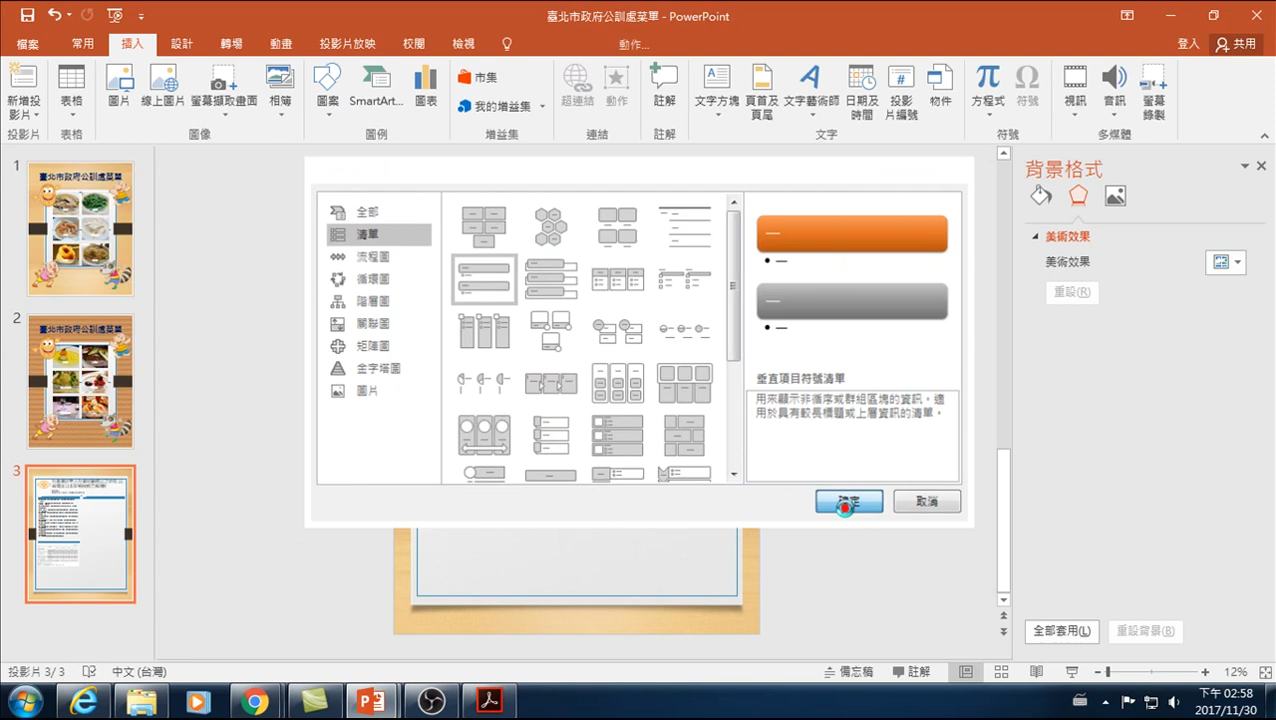 臺北市政府公訓處菜單 - PowerPoint
檔案
常用
插入
設計
轉場
動畫
投影片放映
校閱
檢視
動作...
登入
共用
新增投影片
表格
圖片
線上圖片
螢幕擷取畫面
相簿
圖案
SmartArt...
圖表
市集
我的增益集
超連結
動作
註解
文字方塊
頁首及頁尾
文字藝術師
日期及時間
投影片編號
物件
方程式
符號
視訊
音訊
螢幕錄製
投影片
表格
圖像
圖例
增益集
連結
註解
文字
符號
多媒體
1
臺北市政府公訓處菜單
2
臺北市政府公訓處菜單
3
全部
清單
流程圖
循環圖
階層圖
關聯圖
矩陣圖
金字塔圖
圖片
垂直項目符號清單
用來顯示非循序或群組區塊的資訊。適
用於具有較長標題或上層資訊的清單。
確定
取消
背景格式
美術效果
美術效果
重設(R)
全部套用(L)
重設背景(B)
投影片 3/3
中文 (台灣)
備忘稿
註解
12%
下午 02:58
2017/11/30